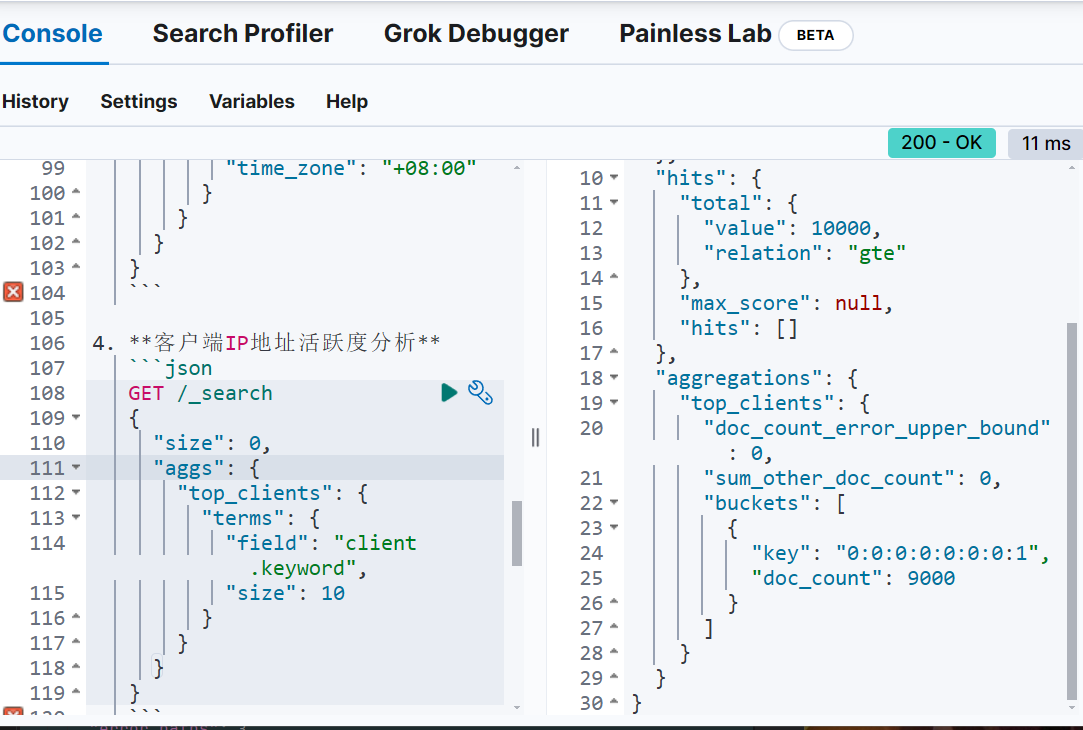 Console Search Profiler Grok Debugger Painless Lab BETA
History Settings Variables Help
200 - OK 11 ms
99 "time_zone": "+08:00"
100 }
101 }
102 }
103 }
104 ```
105
106 4. **客户端IP地址活跃度分析**
107 ```json
108 GET /_search
109 {
110 "size": 0,
111 "aggs": {
112 "top_clients": {
113 "terms": {
114 "field": "client
.keyword",
115 "size": 10
116 }
117 }
118 }
119 }
```
10 "hits": {
11 "total": {
12 "value": 10000,
13 "relation": "gte"
14 },
15 "max_score": null,
16 "hits": []
17 },
18 "aggregations": {
19 "top_clients": {
20 "doc_count_error_upper_bound"
: 0,
21 "sum_other_doc_count": 0,
22 "buckets": [
23 {
24 "key": "0:0:0:0:0:0:0:1",
25 "doc_count": 9000
26 }
27 ]
28 }
29 }
30 }